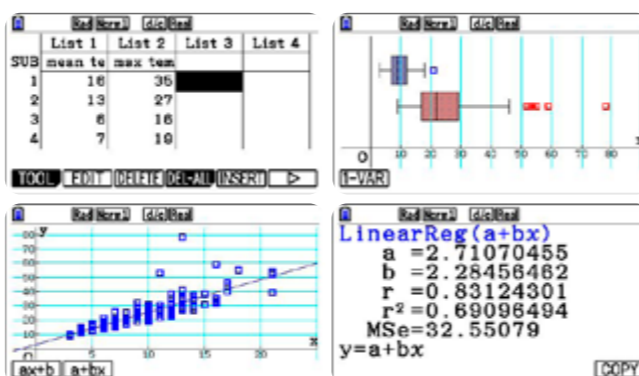 Rad Norm1 d/c Real
List 1 List 2 List 3 List 4
SUB mean te max tem
1 16 35
2 13 27
3 6 16
4 7 19
TOOL EDIT DELETE DEL-ALL INSERT
Rad Norm1 d/c Real
0 10 20 30 40 50 60 70 80 x
1-VAR
Rad Norm1 d/c Real
y
80
70
60
50
40
30
20
10
0 5 10 15 20 x
ax+b a+bx
Rad Norm1 d/c Real
LinearReg(a+bx)
a =2.71070455
b =2.28456462
r =0.83124301
r²=0.69096494
MSe=32.55079
y=a+bx
COPY